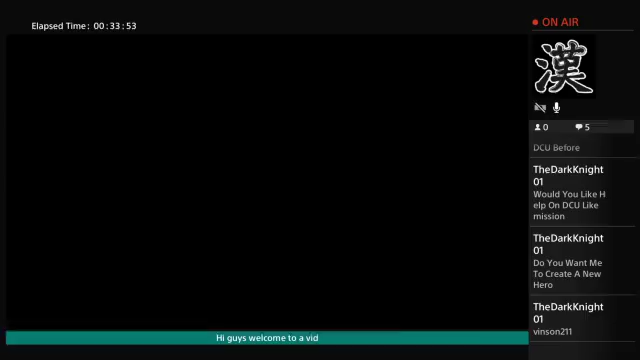 Elapsed Time: 00:33:53
ON AIR
漢
0 5
DCU Before
TheDarkKnight
01
Would You Like H
elp On DCU Like
mission
TheDarkKnight
01
Do You Want Me
To Create A New
Hero
TheDarkKnight
01
vinson211
Hi guys welcome to a vid